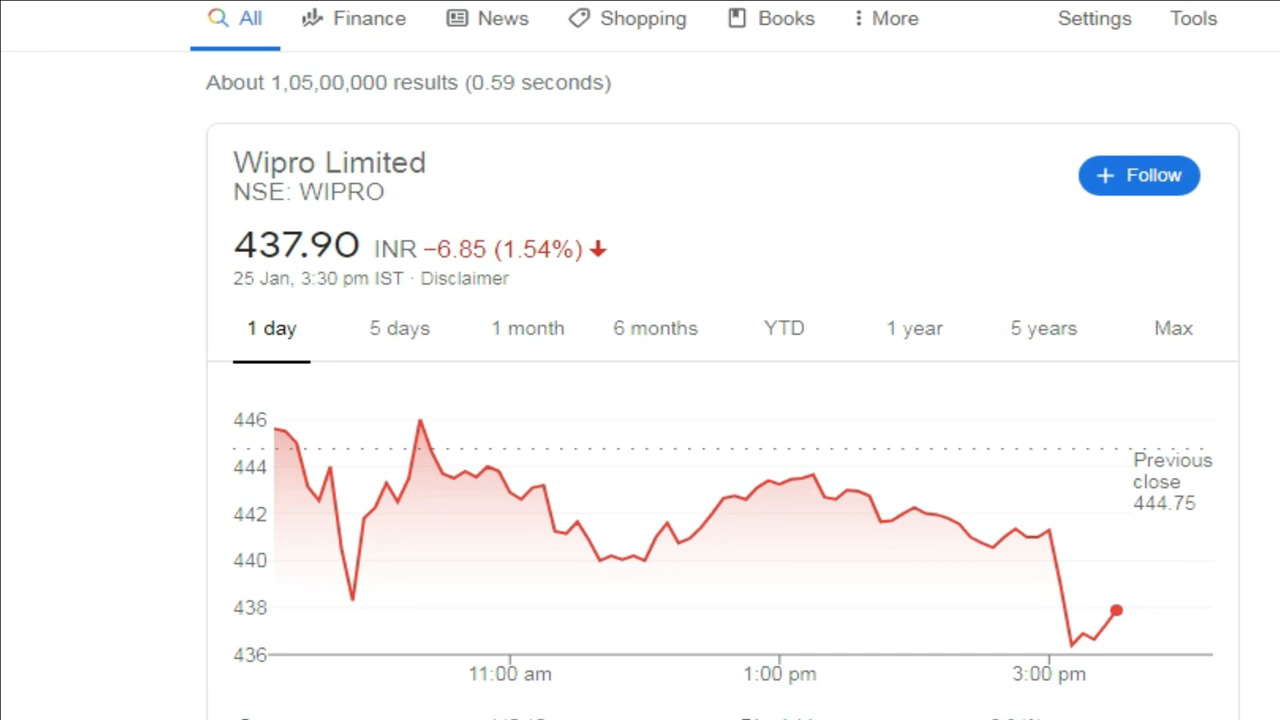 All Finance News Shopping Books More Settings Tools
About 1,05,00,000 results (0.59 seconds)
Wipro Limited
NSE: WIPRO
+ Follow
437.90 INR −6.85 (1.54%)
25 Jan, 3:30 pm IST · Disclaimer
1 day 5 days 1 month 6 months YTD 1 year 5 years Max
446
444
442
440
438
436
Previous
close
444.75
11:00 am 1:00 pm 3:00 pm